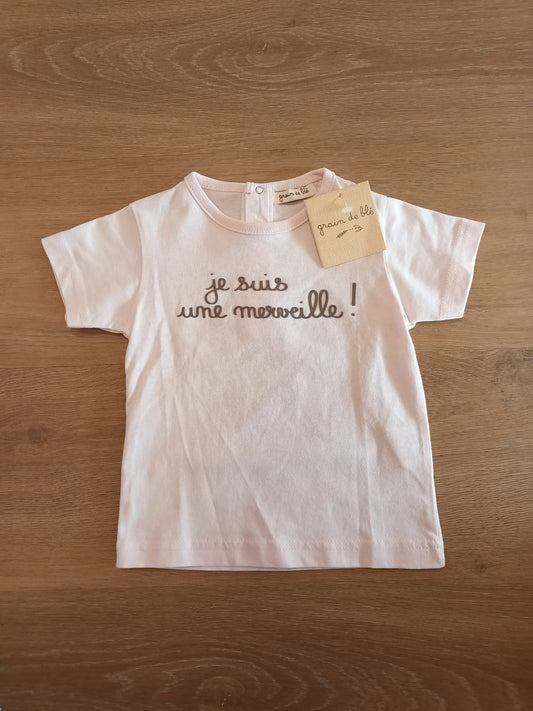 grain de blé
grain de blé
je suis
une merveille !